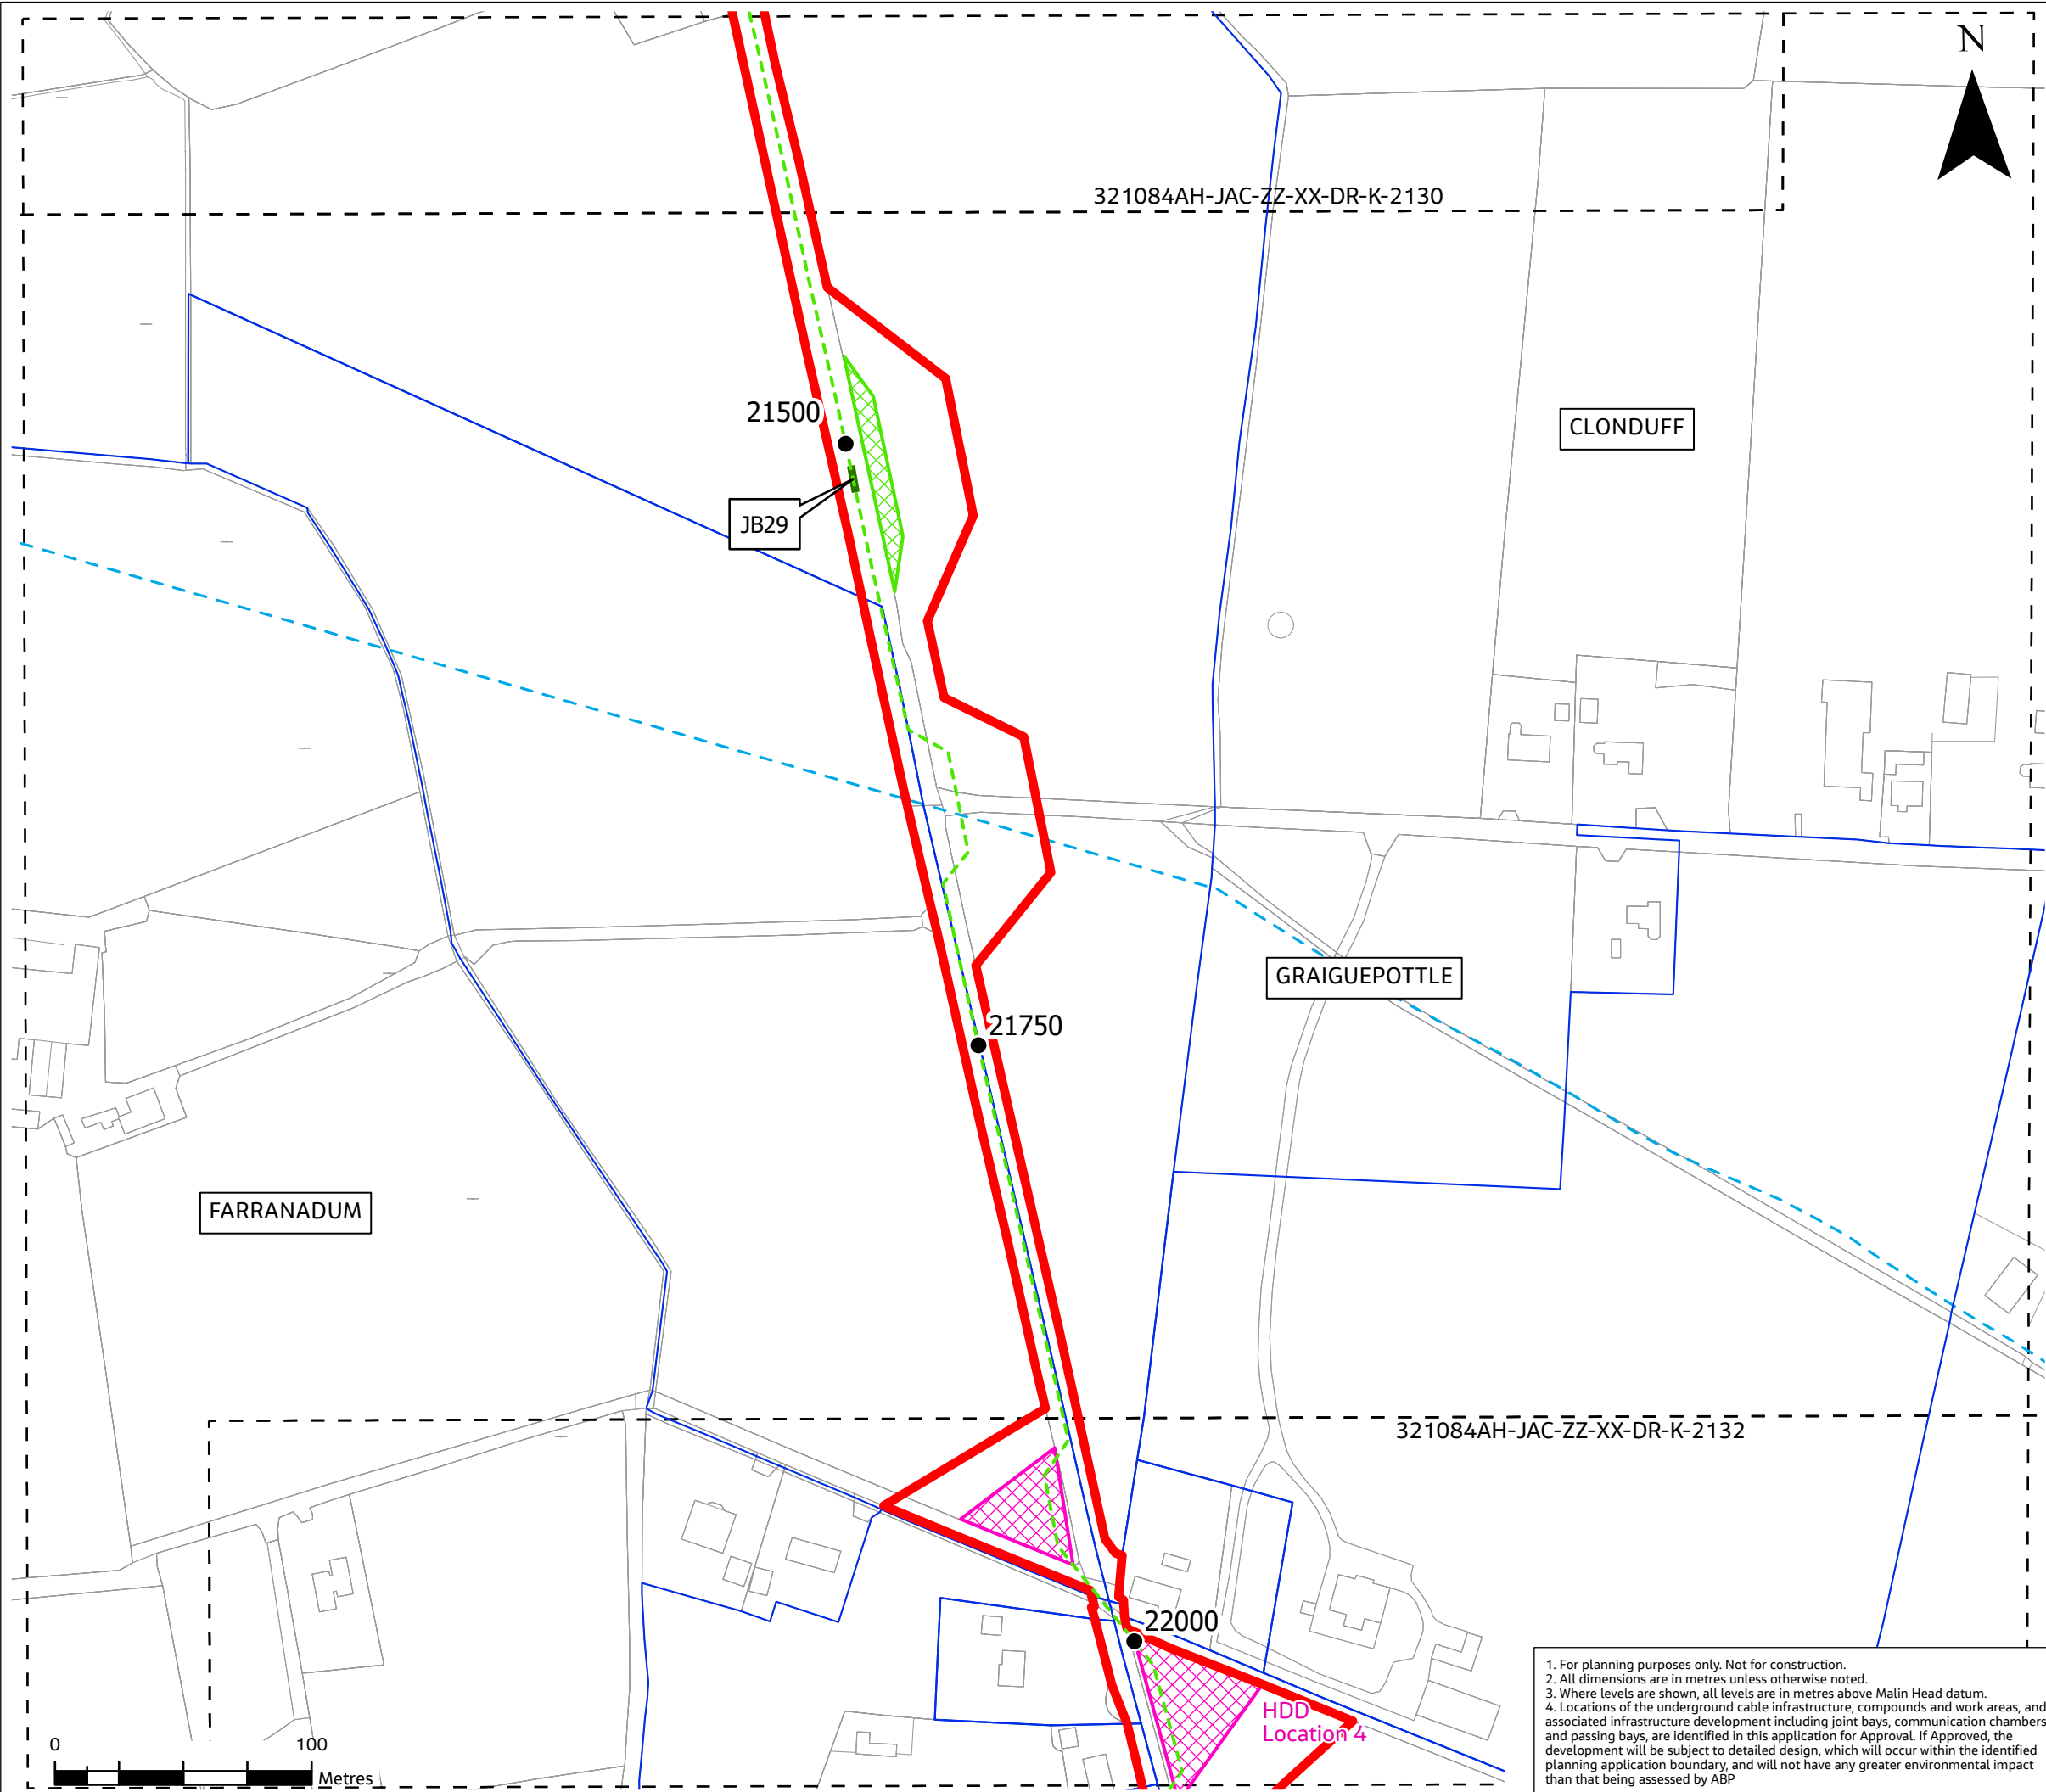 N
321084AH-JAC-ZZ-XX-DR-K-2130
21500
CLONDUFF
JB29
GRAIGUEPOTTLE
21750
FARRANADUM
321084AH-JAC-ZZ-XX-DR-K-2132
22000
HDD
Location 4
0 100
Metres
1. For planning purposes only. Not for construction.
2. All dimensions are in metres unless otherwise noted.
3. Where levels are shown, all levels are in metres above Malin Head datum.
4. Locations of the underground cable infrastructure, compounds and work areas, and
associated infrastructure development including joint bays, communication chambers
and passing bays, are identified in this application for Approval. If Approved, the
development will be subject to detailed design, which will occur within the identified
planning application boundary, and will not have any greater environmental impact
than that being assessed by ABP